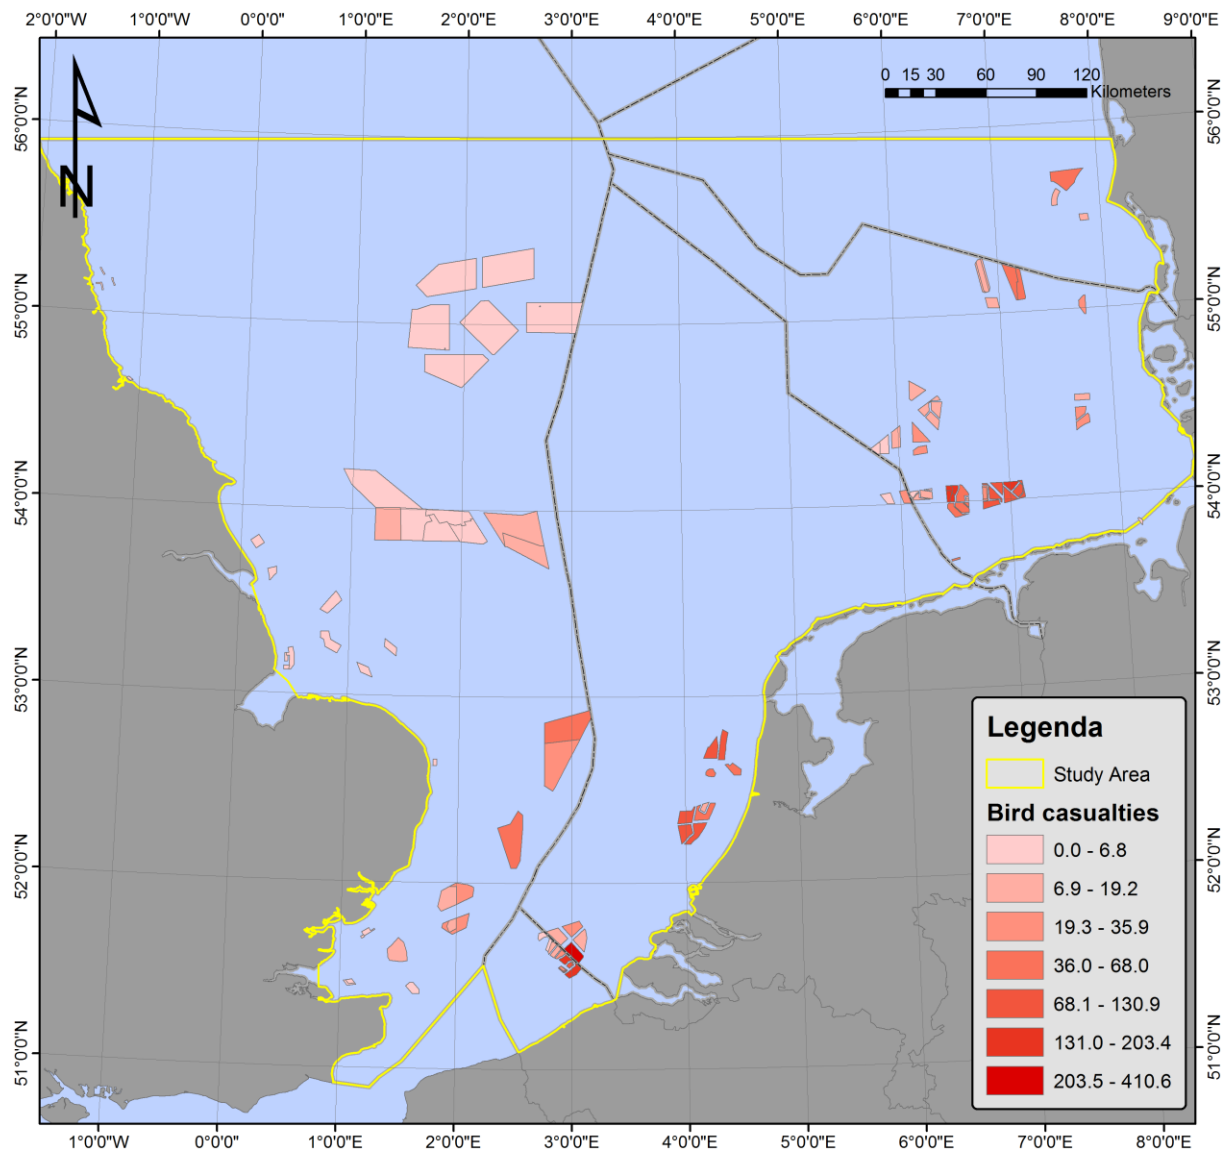 2°0'0"W 1°0'0"W 0°0'0" 1°0'0"E 2°0'0"E 3°0'0"E 4°0'0"E 5°0'0"E 6°0'0"E 7°0'0"E 8°0'0"E 9°0'0"E
0 15 30 60 90 120
Kilometers
N
56°0'0"N 56°0'0"N
55°0'0"N 55°0'0"N
54°0'0"N 54°0'0"N
53°0'0"N 53°0'0"N
52°0'0"N 52°0'0"N
51°0'0"N 51°0'0"N
Legenda
Study Area
Bird casualties
0.0 - 6.8
6.9 - 19.2
19.3 - 35.9
36.0 - 68.0
68.1 - 130.9
131.0 - 203.4
203.5 - 410.6
1°0'0"W 0°0'0" 1°0'0"E 2°0'0"E 3°0'0"E 4°0'0"E 5°0'0"E 6°0'0"E 7°0'0"E 8°0'0"E